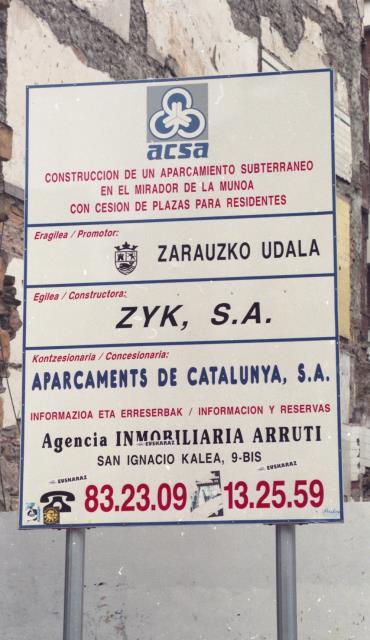 acsa
CONSTRUCCION DE UN APARCAMIENTO SUBTERRANEO
EN EL MIRADOR DE LA MUNOA
CON CESION DE PLAZAS PARA RESIDENTES
Eragilea / Promotor:
ZARAUZKO UDALA
Egilea / Constructora:
ZYK, S.A.
Kontzesionaria / Concesionaria:
APARCAMENTS DE CATALUNYA, S.A.
INFORMAZIOA ETA ERRESERBAK / INFORMACION Y RESERVAS
Agencia INMOBILIARIA ARRUTI
EUSKARAZ
SAN IGNACIO KALEA, 9-BIS
EUSKARAZ
EUSKARAZ
83.23.09 13.25.59